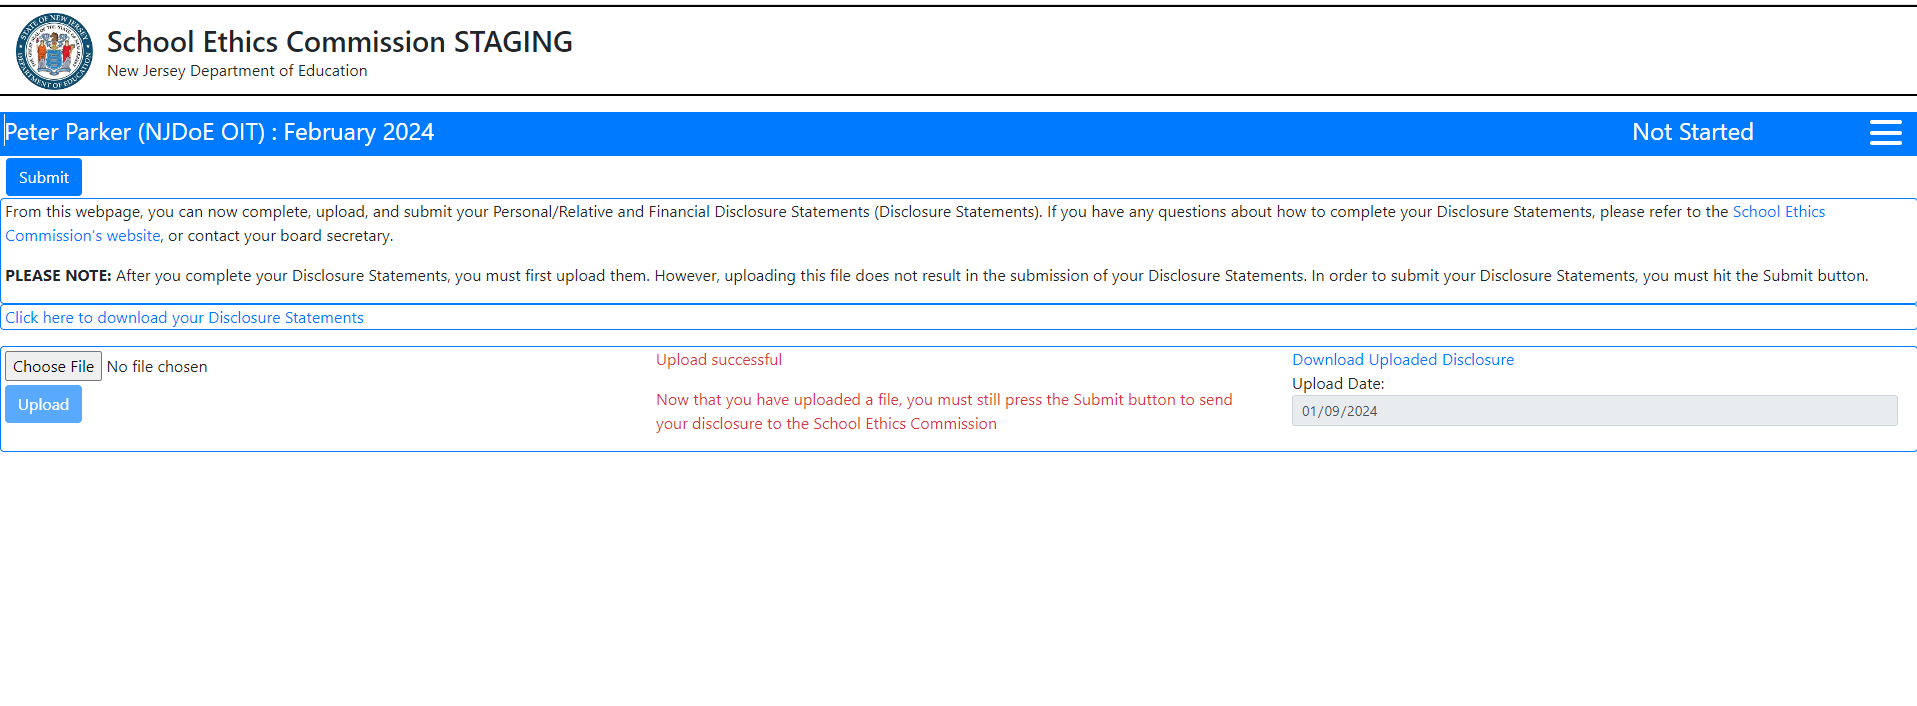 School Ethics Commission STAGING
New Jersey Department of Education
Peter Parker (NJDoE OIT) : February 2024
Not Started
Submit
From this webpage, you can now complete, upload, and submit your Personal/Relative and Financial Disclosure Statements (Disclosure Statements). If you have any questions about how to complete your Disclosure Statements, please refer to the School Ethics
Commission's website, or contact your board secretary.
PLEASE NOTE: After you complete your Disclosure Statements, you must first upload them. However, uploading this file does not result in the submission of your Disclosure Statements. In order to submit your Disclosure Statements, you must hit the Submit button.
Click here to download your Disclosure Statements
Choose File No file chosen
Upload
Upload successful
Now that you have uploaded a file, you must still press the Submit button to send
your disclosure to the School Ethics Commission
Download Uploaded Disclosure
Upload Date:
01/09/2024
STATE OF NEW JERSEY
DEPARTMENT OF EDUCATION